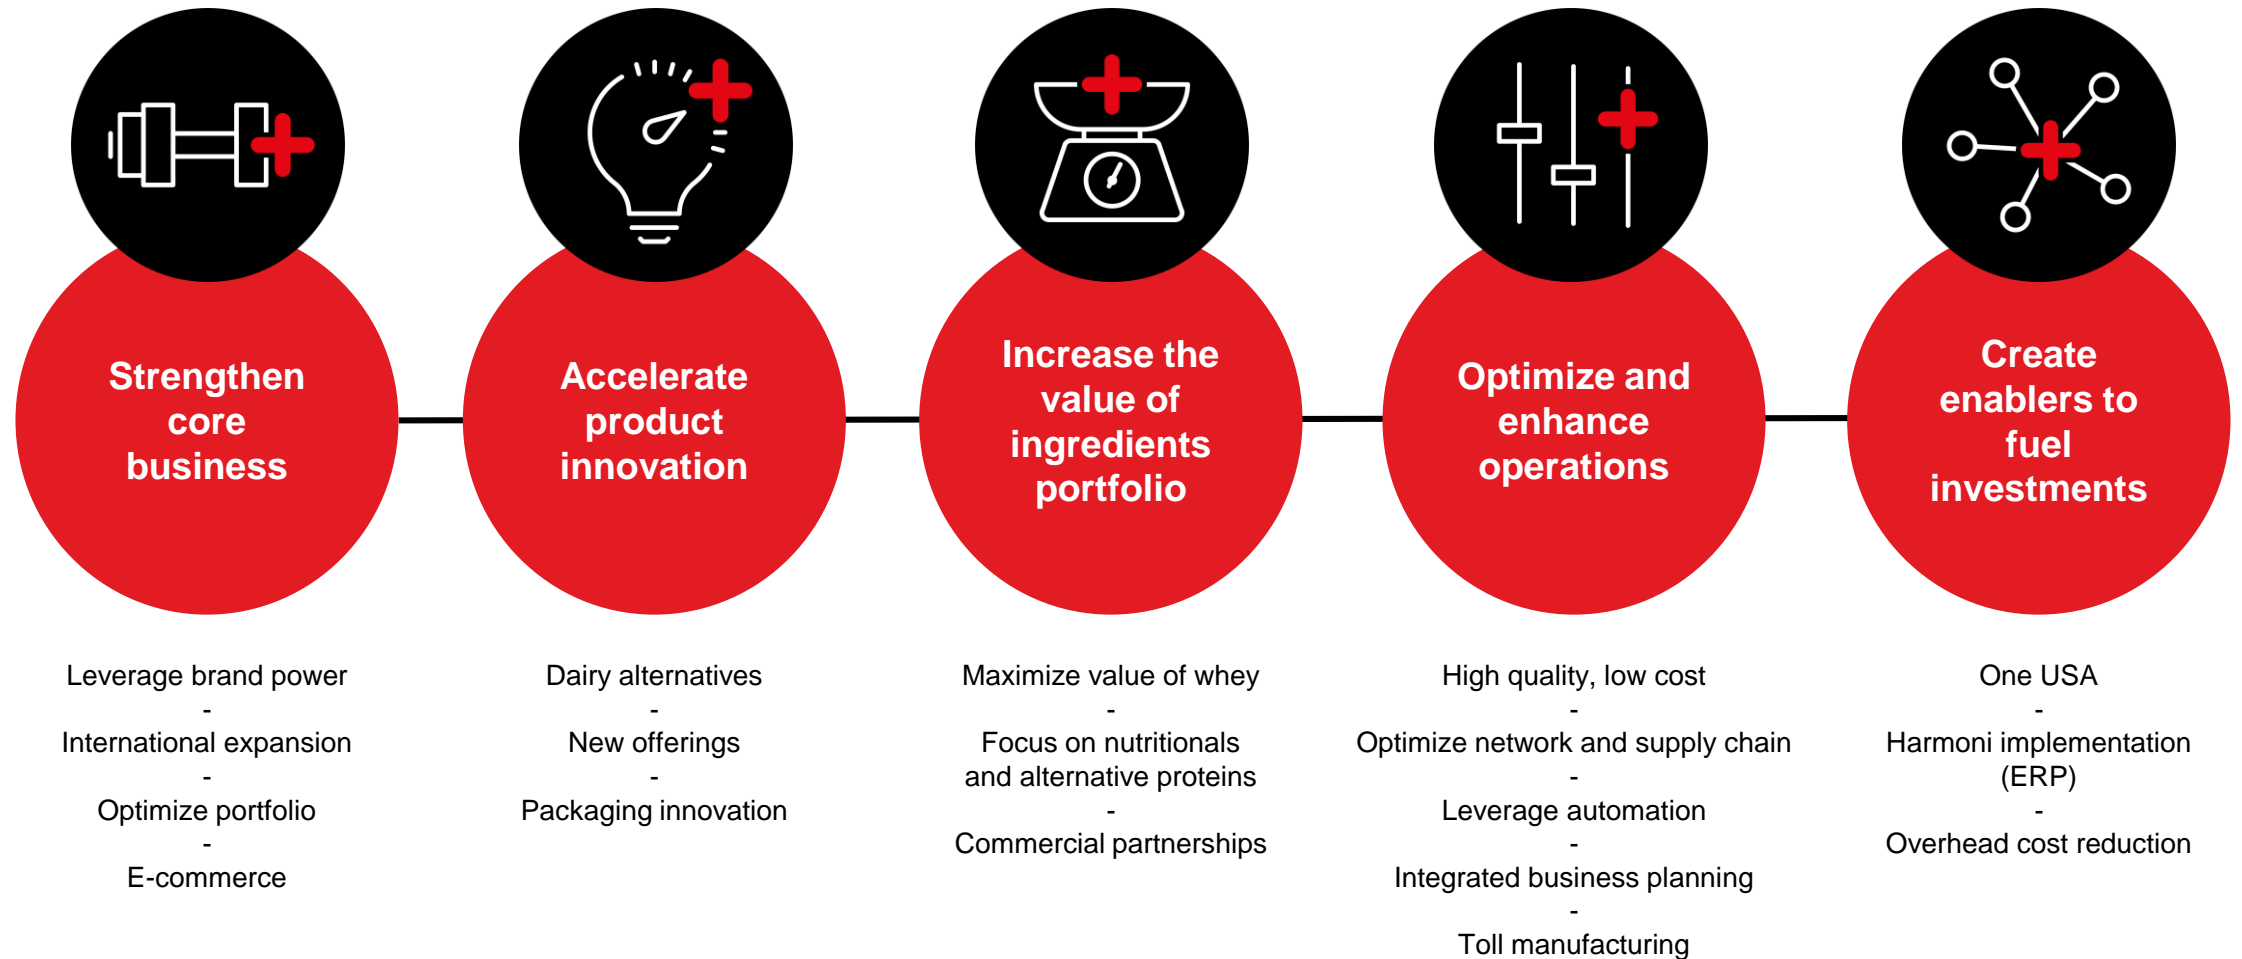 Strengthen
core
business
Accelerate
product
innovation
Increase the
value of
ingredients
portfolio
Optimize and
enhance
operations
Create
enablers to
fuel
investments
Leverage brand power
-
International expansion
-
Optimize portfolio
-
E-commerce
Dairy alternatives
-
New offerings
-
Packaging innovation
Maximize value of whey
-
Focus on nutritionals
and alternative proteins
-
Commercial partnerships
High quality, low cost
-
Optimize network and supply chain
-
Leverage automation
-
Integrated business planning
-
Toll manufacturing
One USA
-
Harmoni implementation
(ERP)
-
Overhead cost reduction